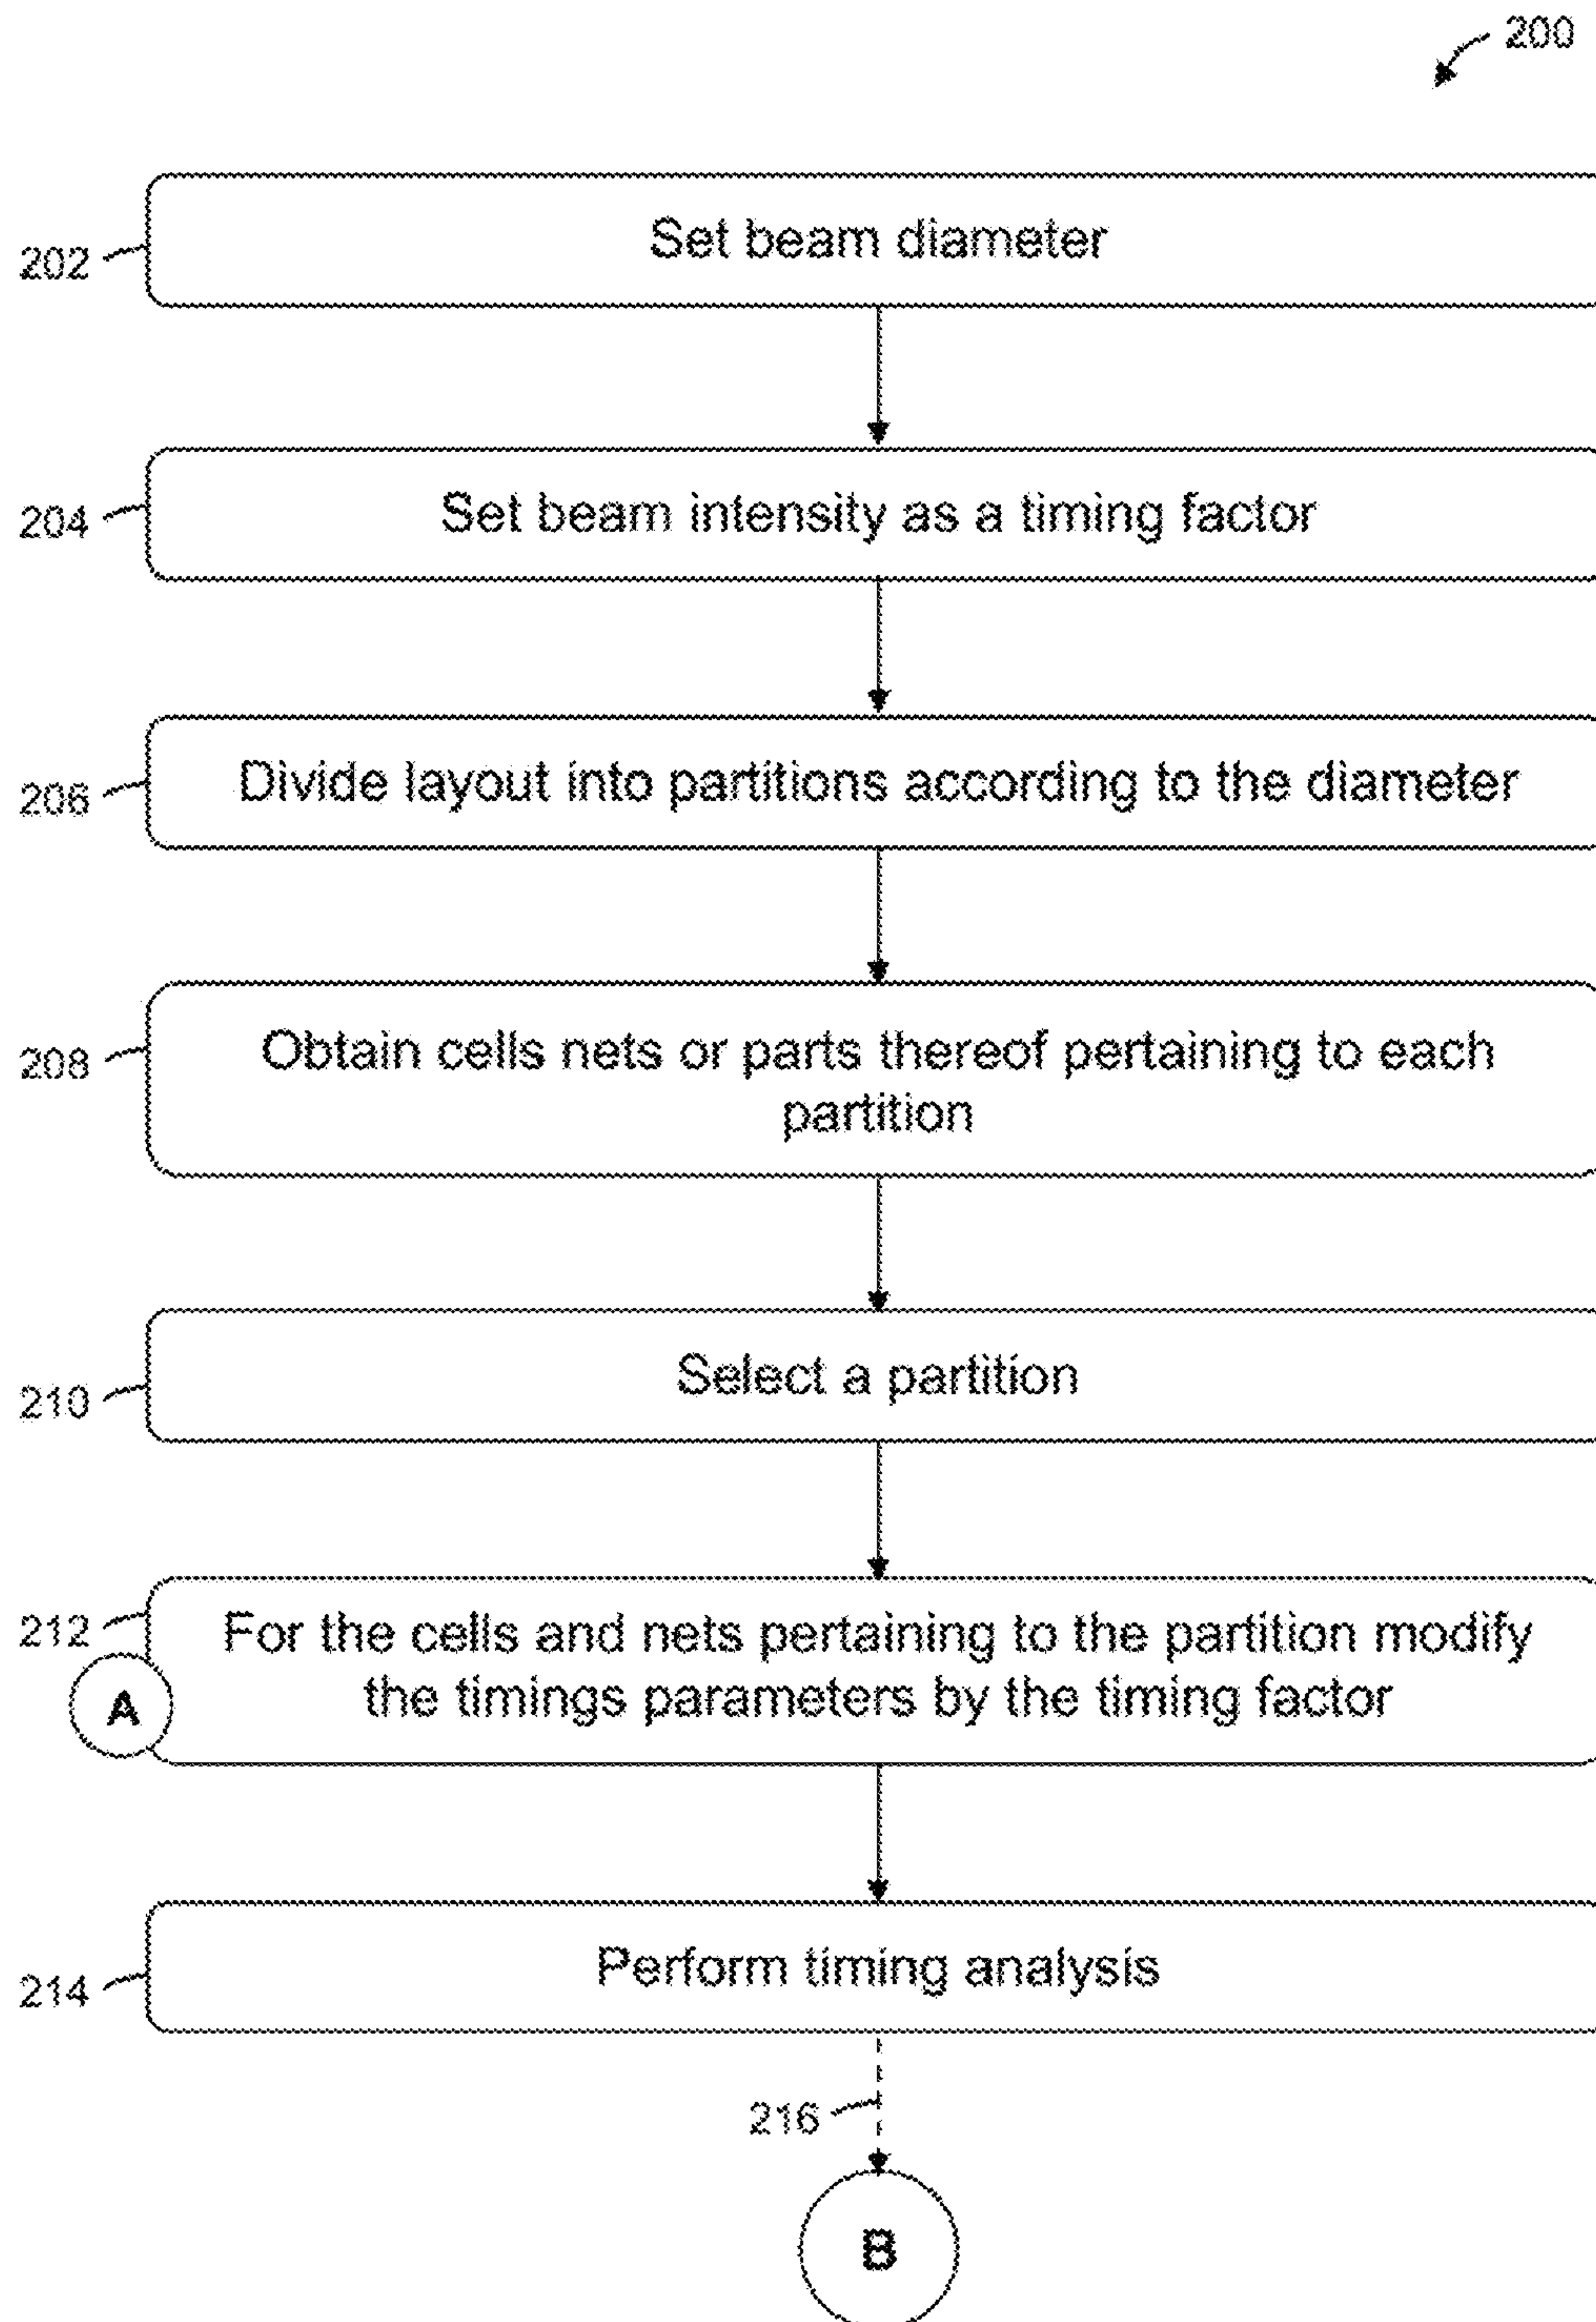 200
202
Set beam diameter
204
Set beam intensity as a timing factor
206
Divide layout into partitions according to the diameter
208
Obtain cells nets or parts thereof pertaining to each
partition
210
Select a partition
212
For the cells and nets pertaining to the partition modify
the timings parameters by the timing factor
A
214
Perform timing analysis
216
B